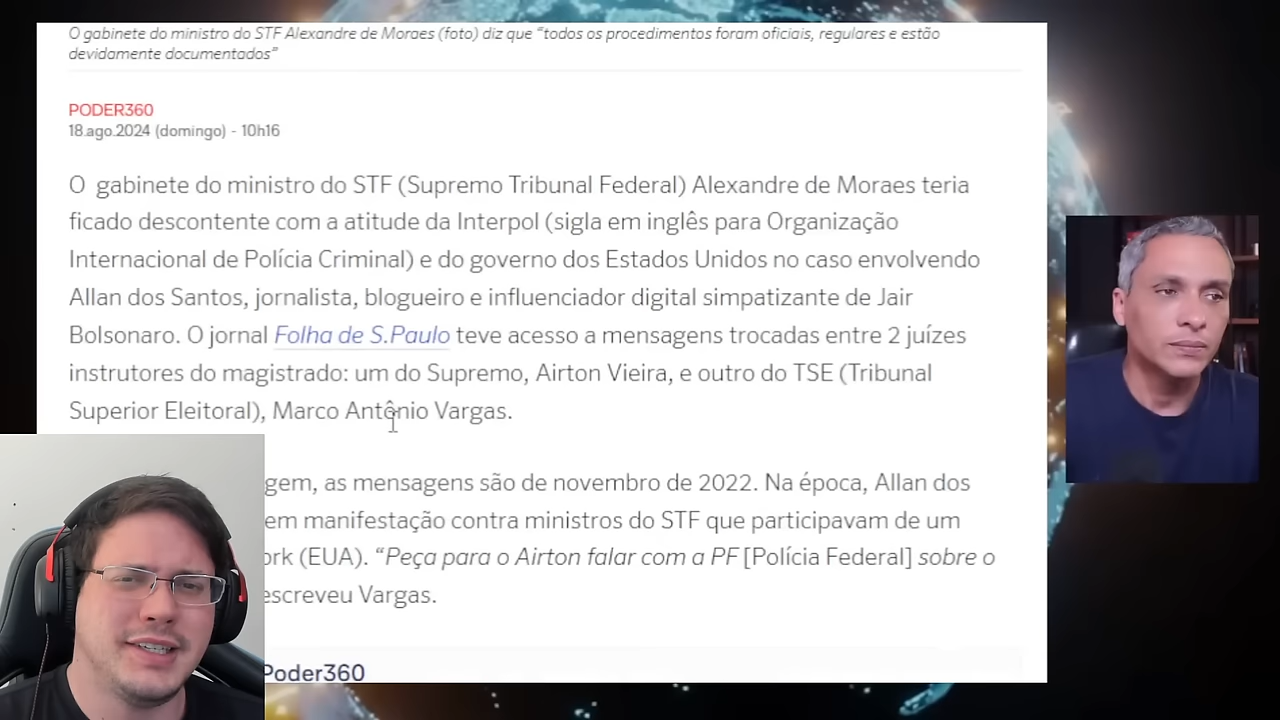 O gabinete do ministro do STF Alexandre de Moraes (foto) diz que “todos os procedimentos foram oficiais, regulares e estão
devidamente documentados”
PODER360
18.ago.2024 (domingo) - 10h16
O gabinete do ministro do STF (Supremo Tribunal Federal) Alexandre de Moraes teria
ficado descontente com a atitude da Interpol (sigla em inglês para Organização
Internacional de Polícia Criminal) e do governo dos Estados Unidos no caso envolvendo
Allan dos Santos, jornalista, blogueiro e influenciador digital simpatizante de Jair
Bolsonaro. O jornal Folha de S.Paulo teve acesso a mensagens trocadas entre 2 juízes
instrutores do magistrado: um do Supremo, Airton Vieira, e outro do TSE (Tribunal
Superior Eleitoral), Marco Antônio Vargas.
gem, as mensagens são de novembro de 2022. Na época, Allan dos
em manifestação contra ministros do STF que participavam de um
ork (EUA). “Peça para o Airton falar com a PF [Polícia Federal] sobre o
escreveu Vargas.
Poder360